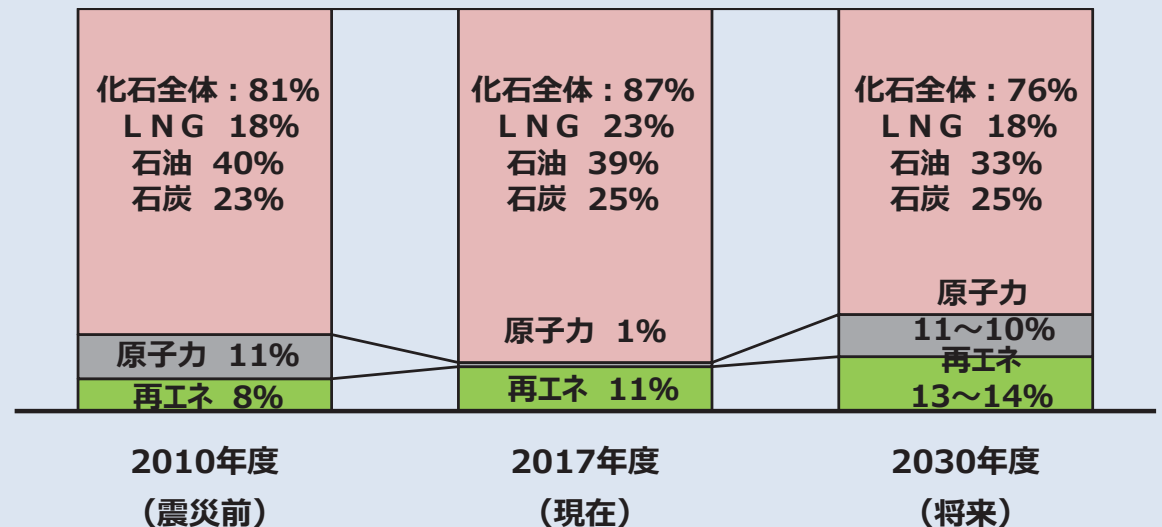 化石全体：81%
ＬＮＧ 18%
石油 40%
石炭 23%
原子力 11%
再エネ 8%
2010年度
（震災前）
化石全体：87%
ＬＮＧ 23%
石油 39%
石炭 25%
原子力 1%
再エネ 11%
2017年度
（現在）
化石全体：76%
ＬＮＧ 18%
石油 33%
石炭 25%
原子力
11～10%
再エネ
13～14%
2030年度
（将来）